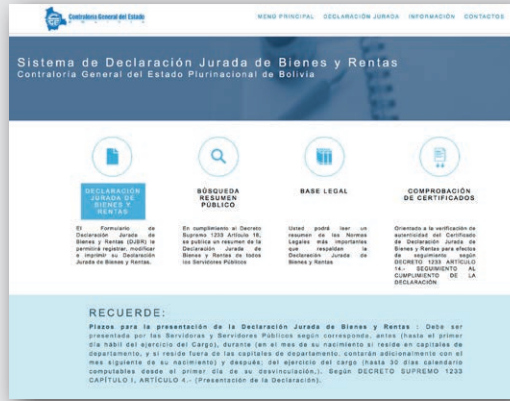 Contraloría General del Estado
BOLIVIA
MENÚ PRINCIPAL DECLARACIÓN JURADA INFORMACIÓN CONTACTOS
Sistema de Declaración Jurada de Bienes y Rentas
Contraloría General del Estado Plurinacional de Bolivia
DECLARACIÓN
JURADA DE
BIENES Y
RENTAS
El Formulario de
Declaración Jurada de
Bienes y Rentas (DJBR) le
permitirá registrar, modificar
e imprimir su Declaración
Jurada de Bienes y Rentas.
BÚSQUEDA
RESUMEN
PÚBLICO
En cumplimiento al Decreto
Supremo 1233 Artículo 18,
se publica un resumen de la
Declaración Jurada de
Bienes y Rentas de todos
los Servidores Públicos
BASE LEGAL
Usted podrá leer un
resumen de las Normas
Legales más importantes
que respaldan la
Declaración Jurada de
Bienes y Rentas
COMPROBACIÓN
DE CERTIFICADOS
Orientado a la verificación de
autenticidad del Certificado
de Declaración Jurada de
Bienes y Rentas para efectos
de seguimiento según
DECRETO 1233 ARTÍCULO
14.- SEGUIMIENTO AL
CUMPLIMIENTO DE LA
DECLARACIÓN
RECUERDE:
Plazos para la presentación de la Declaración Jurada de Bienes y Rentas : Debe ser
presentada por las Servidoras y Servidores Públicos según corresponde, antes (hasta el primer
día hábil del ejercicio del Cargo), durante (en el mes de su nacimiento si reside en capitales de
departamento, y si reside fuera de las capitales de departamento, contarán adicionalmente con el
mes siguiente de su nacimiento) y después; del ejercicio del cargo (hasta 30 días calendario
computables desde el primer día de su desvinculación,). Según DECRETO SUPREMO 1233
CAPÍTULO I, ARTÍCULO 4.- (Presentación de la Declaración).